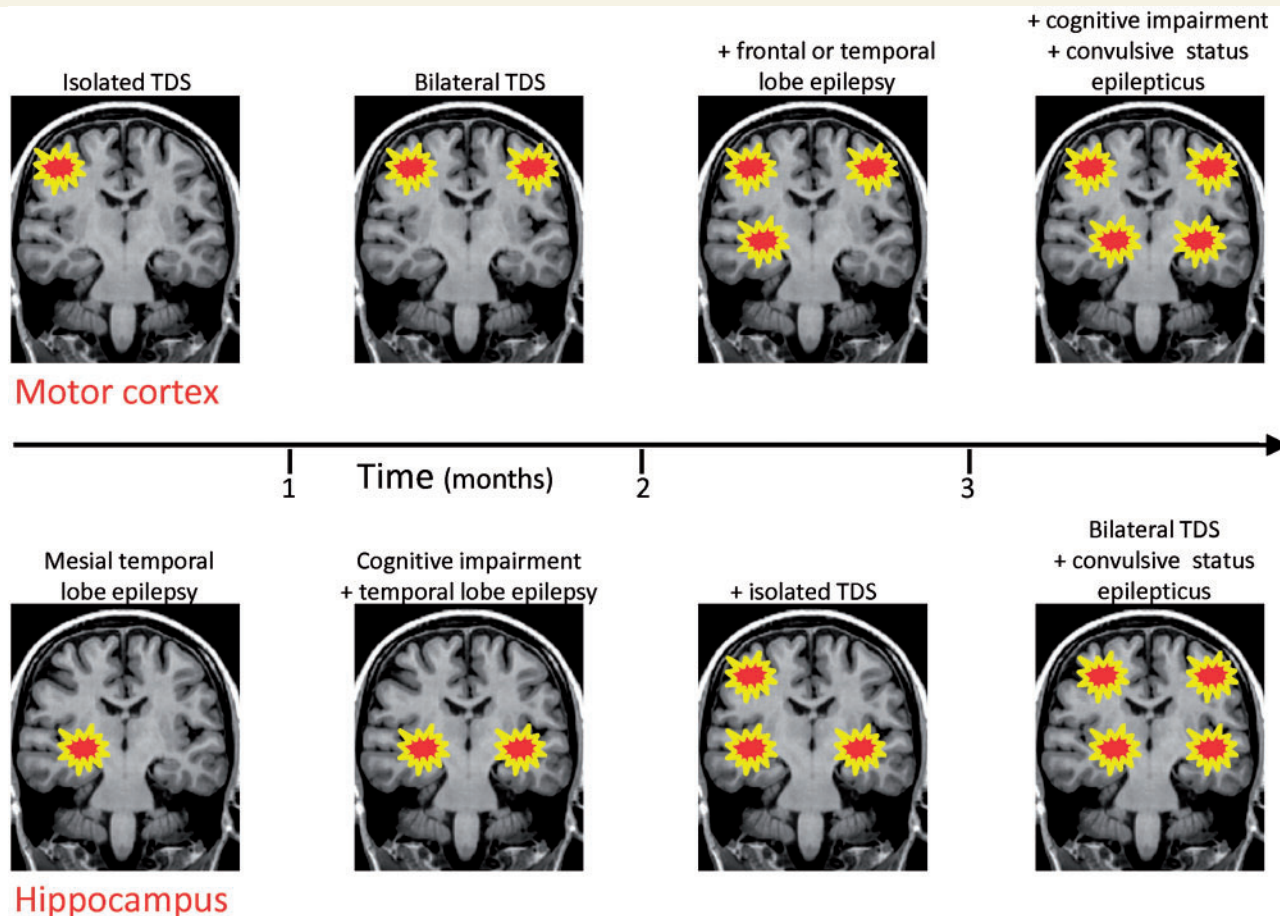 Isolated TDS
Bilateral TDS
+ frontal or temporal
lobe epilepsy
+ cognitive impairment
+ convulsive status
epilepticus
Motor cortex
1
Time (months)
2
3
Mesial temporal
lobe epilepsy
Cognitive impairment
+ temporal lobe epilepsy
+ isolated TDS
Bilateral TDS
+ convulsive status
epilepticus
Hippocampus